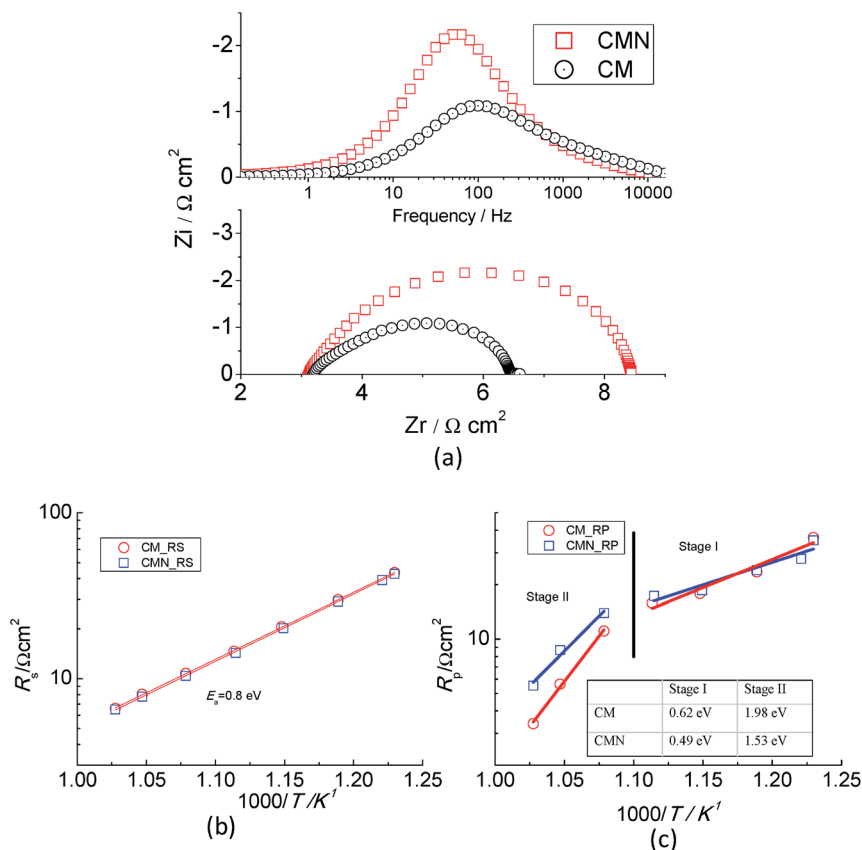 -2
-1
0
CMN
CM
1
10
100
1000
10000
Frequency / Hz
Zi / Ω cm²
-3
-2
-1
0
2
4
6
8
Zr / Ω cm²
(a)
100
10
Rₛ/Ωcm²
CM_RS
CMN_RS
Eₐ=0.8 eV
1.00
1.05
1.10
1.15
1.20
1.25
1000/T /K¹
(b)
10
Rₚ/Ωcm²
CM_RP
CMN_RP
Stage I
Stage II
Stage I Stage II
CM 0.62 eV 1.98 eV
CMN 0.49 eV 1.53 eV
1.00
1.05
1.10
1.15
1.20
1.25
1000/T / K¹
(c)